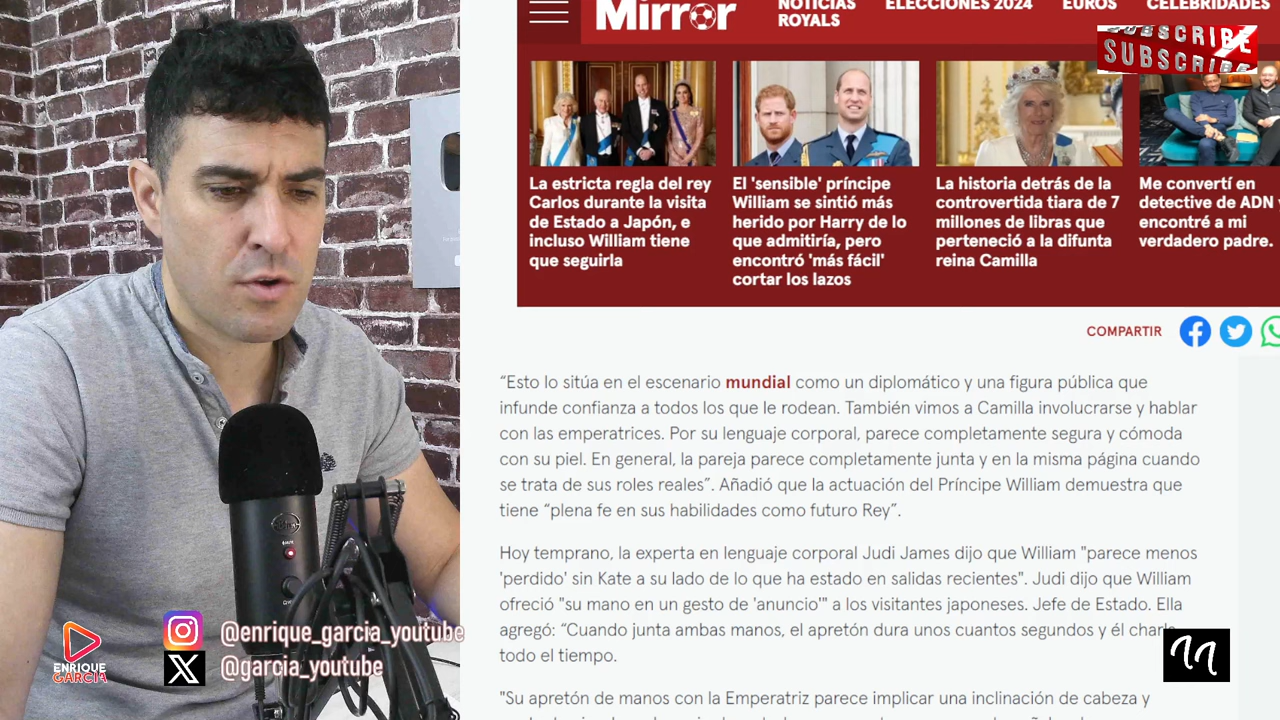 Mirror
NOTICIAS
ROYALS
ELECCIONES 2024
EUROS
CELEBRIDADES
SUBSCRIBE
SUBSCRIBE
La estricta regla del rey
Carlos durante la visita
de Estado a Japón, e
incluso William tiene
que seguirla
El 'sensible' príncipe
William se sintió más
herido por Harry de lo
que admitiría, pero
encontró 'más fácil'
cortar los lazos
La historia detrás de la
controvertida tiara de 7
millones de libras que
perteneció a la difunta
reina Camilla
Me convertí en
detective de ADN y
encontré a mi
verdadero padre.
COMPARTIR
“Esto lo sitúa en el escenario mundial como un diplomático y una figura pública que
infunde confianza a todos los que le rodean. También vimos a Camilla involucrarse y hablar
con las emperatrices. Por su lenguaje corporal, parece completamente segura y cómoda
con su piel. En general, la pareja parece completamente junta y en la misma página cuando
se trata de sus roles reales”. Añadió que la actuación del Príncipe William demuestra que
tiene “plena fe en sus habilidades como futuro Rey”.
Hoy temprano, la experta en lenguaje corporal Judi James dijo que William "parece menos
'perdido' sin Kate a su lado de lo que ha estado en salidas recientes". Judi dijo que William
ofreció "su mano en un gesto de 'anuncio'" a los visitantes japoneses. Jefe de Estado. Ella
agregó: “Cuando junta ambas manos, el apretón dura unos cuantos segundos y él charla
todo el tiempo.
"Su apretón de manos con la Emperatriz parece implicar una inclinación de cabeza y
@enrique_garcia_youtube
@garcia_youtube
ENRIQUE
GARCIA